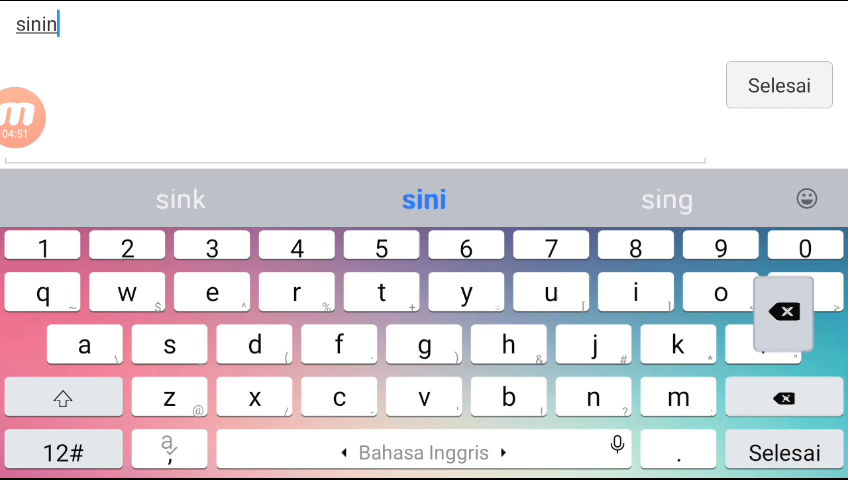 sinin
Selesai
m
04:51
sink sini sing
1 2 3 4 5 6 7 8 9 0
q ~ w $ e ^ r % t + y = u [ i ] o < >
a \ s d ( f . g ) h & j # k * "
z @ x / c - v ' b ! n ? m :
12# a , Bahasa Inggris . Selesai